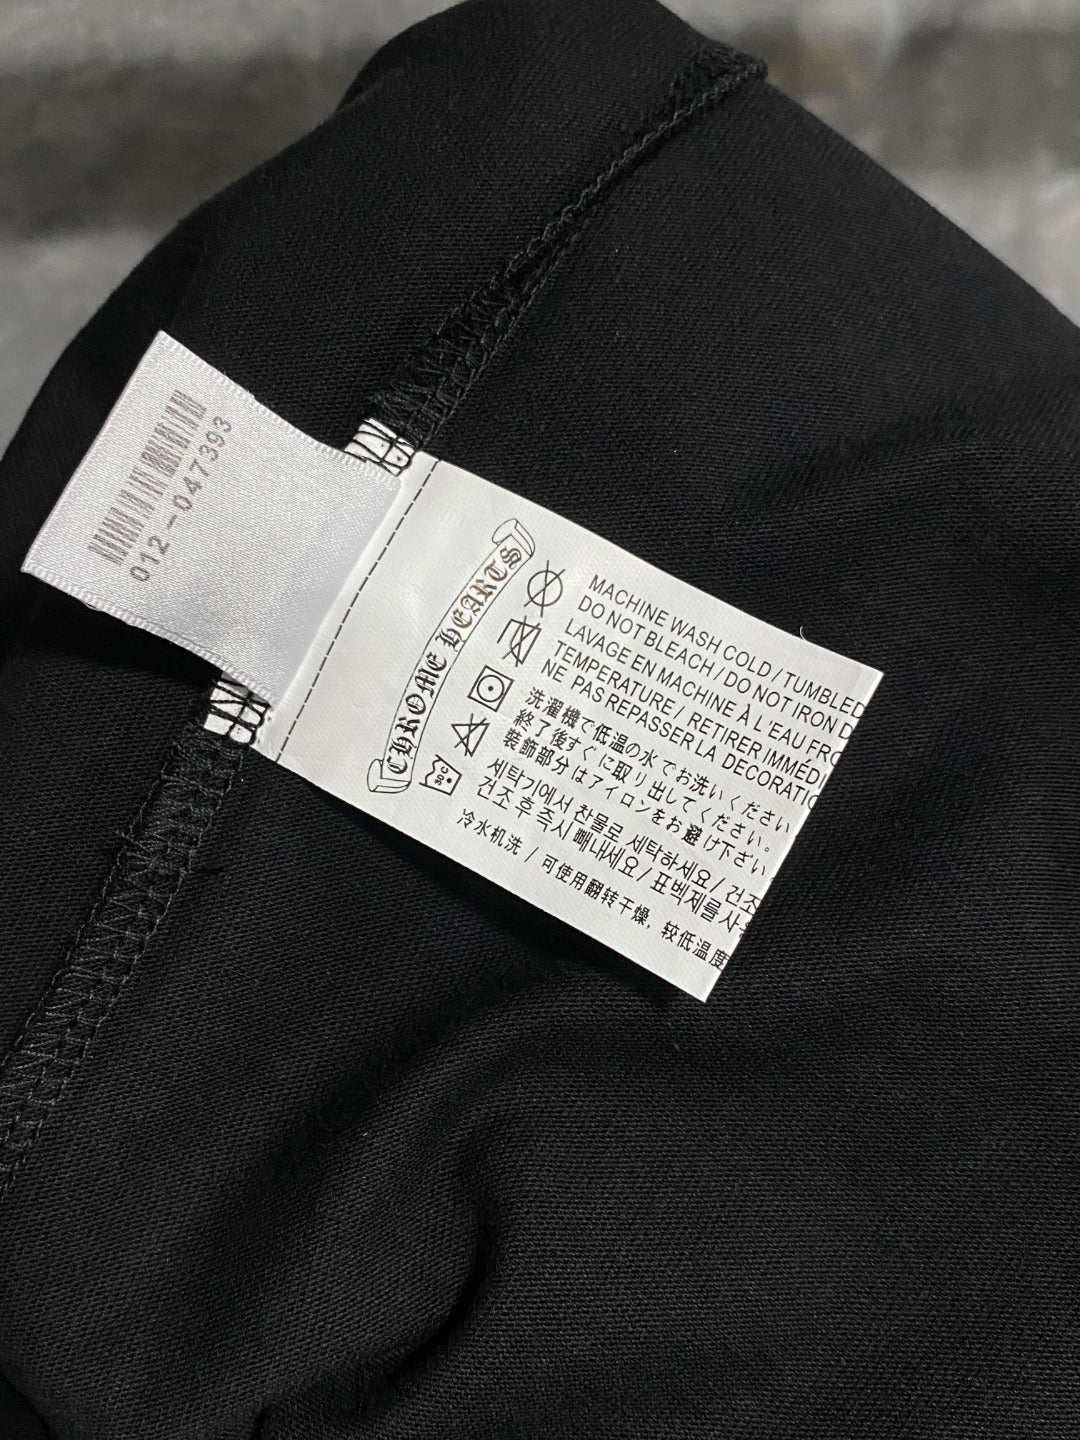 012-047393
CHROME HEARTS
MACHINE WASH COLD / TUMBLED
DO NOT BLEACH / DO NOT IRON D
LAVAGE EN MACHINE À L'EAU FRO
TEMPERATURE / RETIRER IMMÉDI
NE PAS REPASSER LA DECORATIO
洗濯機で低温の水でお洗いください
終了後すぐに取り出してください。
装飾部分はアイロンをお避け下さい
세탁기에서 찬물로 세탁하세요 / 건조
건조 후 즉시 빼내세요 / 표벡제를 사
冷水机洗 / 可使用翻转干燥，较低温度